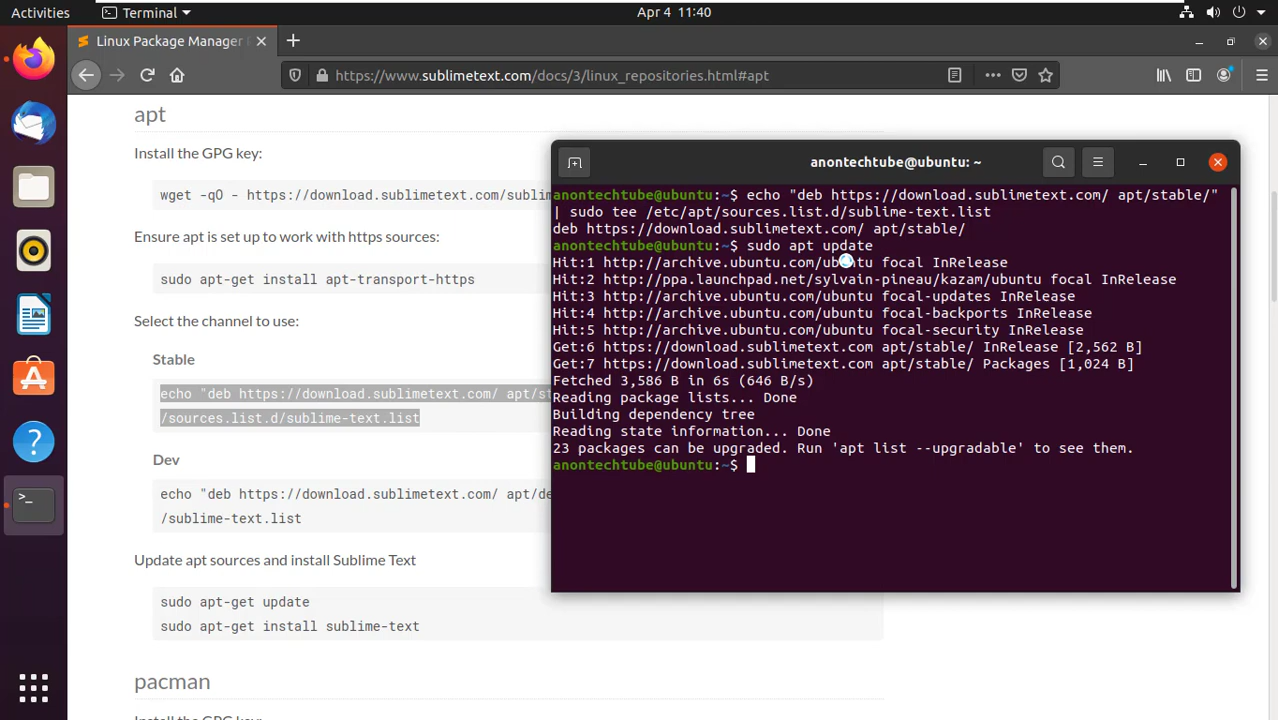 Activities
Terminal
Apr 4 11:40
Linux Package Manager
https://www.sublimetext.com/docs/3/linux_repositories.html#apt
apt
Install the GPG key:
wget -qO - https://download.sublimetext.com/sublim
Ensure apt is set up to work with https sources:
sudo apt-get install apt-transport-https
Select the channel to use:
Stable
echo "deb https://download.sublimetext.com/ apt/st
/sources.list.d/sublime-text.list
Dev
echo "deb https://download.sublimetext.com/ apt/de
/sublime-text.list
Update apt sources and install Sublime Text
sudo apt-get update
sudo apt-get install sublime-text
pacman
Install the GPG key:
anontechtube@ubuntu: ~
anontechtube@ubuntu:~$ echo "deb https://download.sublimetext.com/ apt/stable/"
| sudo tee /etc/apt/sources.list.d/sublime-text.list
deb https://download.sublimetext.com/ apt/stable/
anontechtube@ubuntu:~$ sudo apt update
Hit:1 http://archive.ubuntu.com/ubuntu focal InRelease
Hit:2 http://ppa.launchpad.net/sylvain-pineau/kazam/ubuntu focal InRelease
Hit:3 http://archive.ubuntu.com/ubuntu focal-updates InRelease
Hit:4 http://archive.ubuntu.com/ubuntu focal-backports InRelease
Hit:5 http://archive.ubuntu.com/ubuntu focal-security InRelease
Get:6 https://download.sublimetext.com apt/stable/ InRelease [2,562 B]
Get:7 https://download.sublimetext.com apt/stable/ Packages [1,024 B]
Fetched 3,586 B in 6s (646 B/s)
Reading package lists... Done
Building dependency tree
Reading state information... Done
23 packages can be upgraded. Run 'apt list --upgradable' to see them.
anontechtube@ubuntu:~$